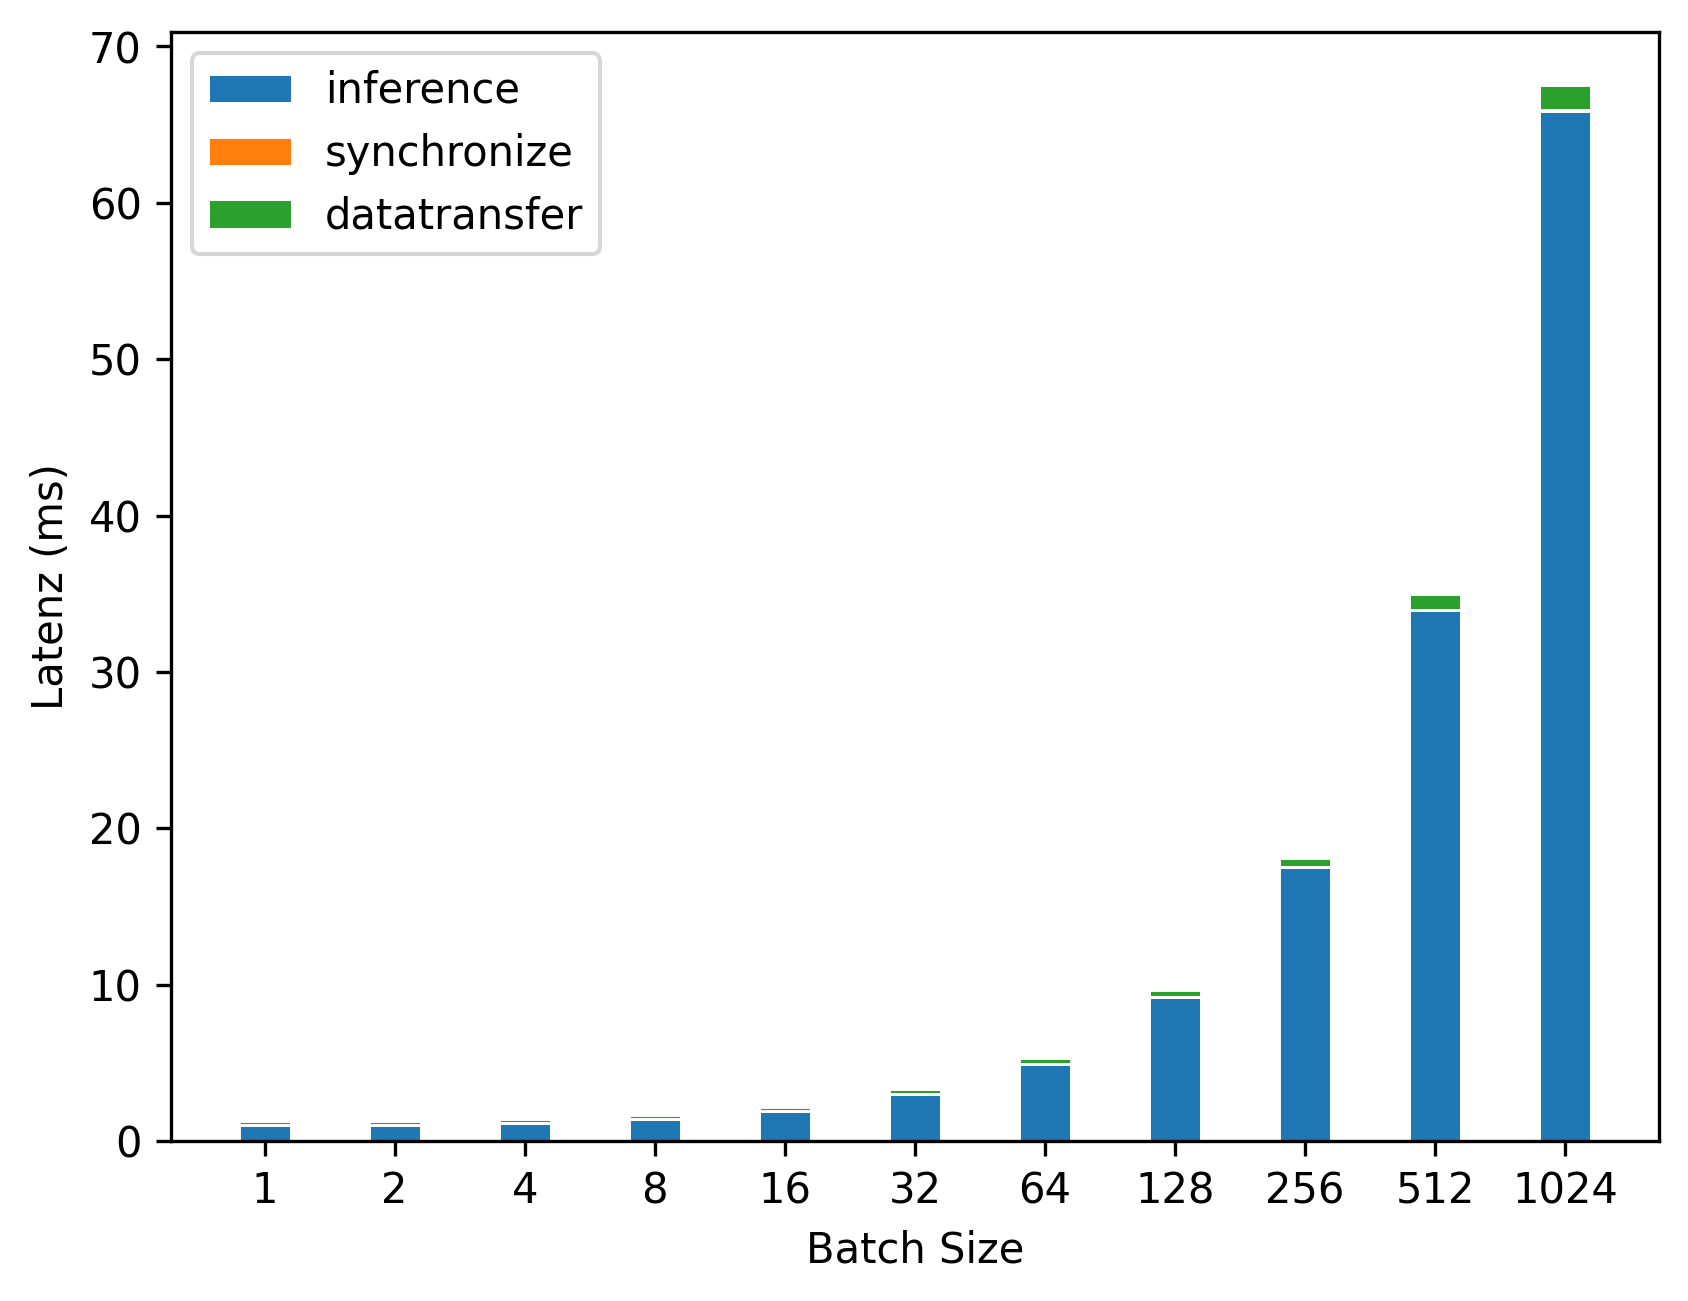 70
60
50
40
30
20
10
0
Latenz (ms)
inference
synchronize
datatransfer
1 2 4 8 16 32 64 128 256 512 1024
Batch Size